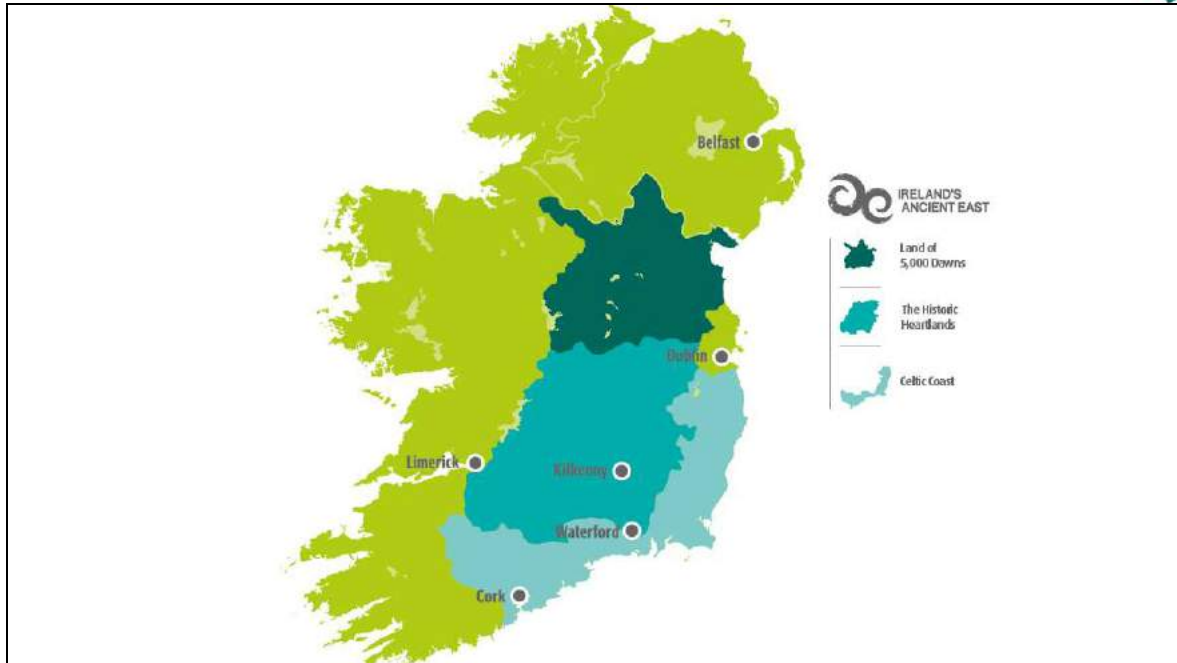 Belfast
IRELAND'S
ANCIENT EAST
Land of
5,000 Dawns
The Historic
Heartlands
Dublin
Celtic Coast
Limerick
Kilkenny
Waterford
Cork